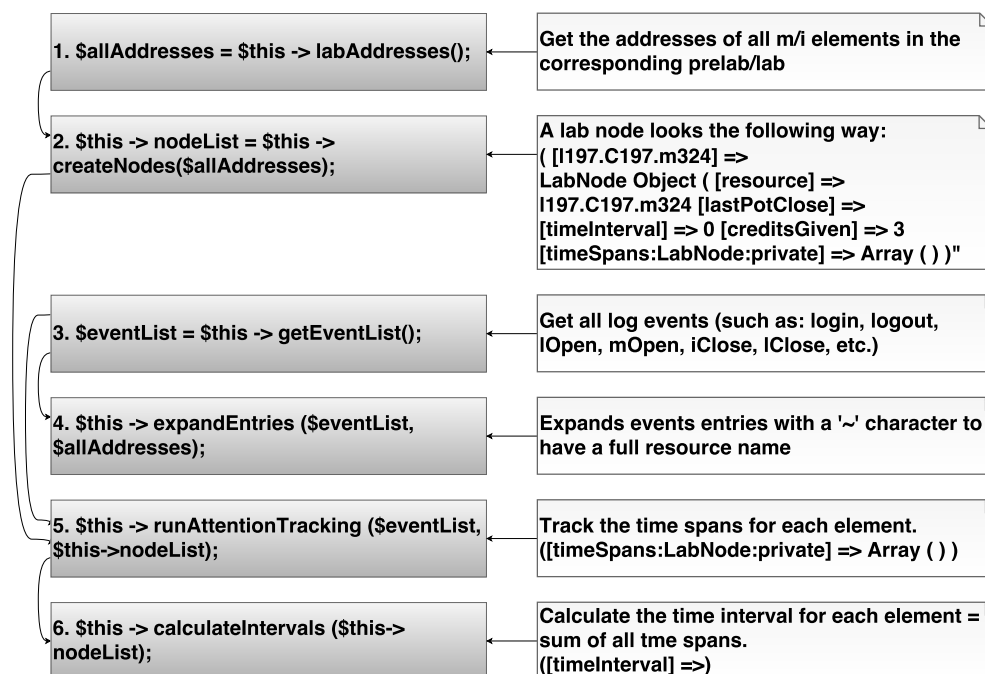 1. $allAddresses = $this -> labAddresses();
Get the addresses of all m/i elements in the
corresponding prelab/lab
2. $this -> nodeList = $this ->
createNodes($allAddresses);
A lab node looks the following way:
( [l197.C197.m324] =>
LabNode Object ( [resource] =>
l197.C197.m324 [lastPotClose] =>
[timeInterval] => 0 [creditsGiven] => 3
[timeSpans:LabNode:private] => Array ( ) )"
3. $eventList = $this -> getEventList();
Get all log events (such as: login, logout,
lOpen, mOpen, iClose, lClose, etc.)
4. $this -> expandEntries ($eventList,
$allAddresses);
Expands events entries with a '~' character to
have a full resource name
5. $this -> runAttentionTracking ($eventList,
$this->nodeList);
Track the time spans for each element.
([timeSpans:LabNode:private] => Array ( ) )
6. $this -> calculateIntervals ($this->
nodeList);
Calculate the time interval for each element =
sum of all tme spans.
([timeInterval] =>)